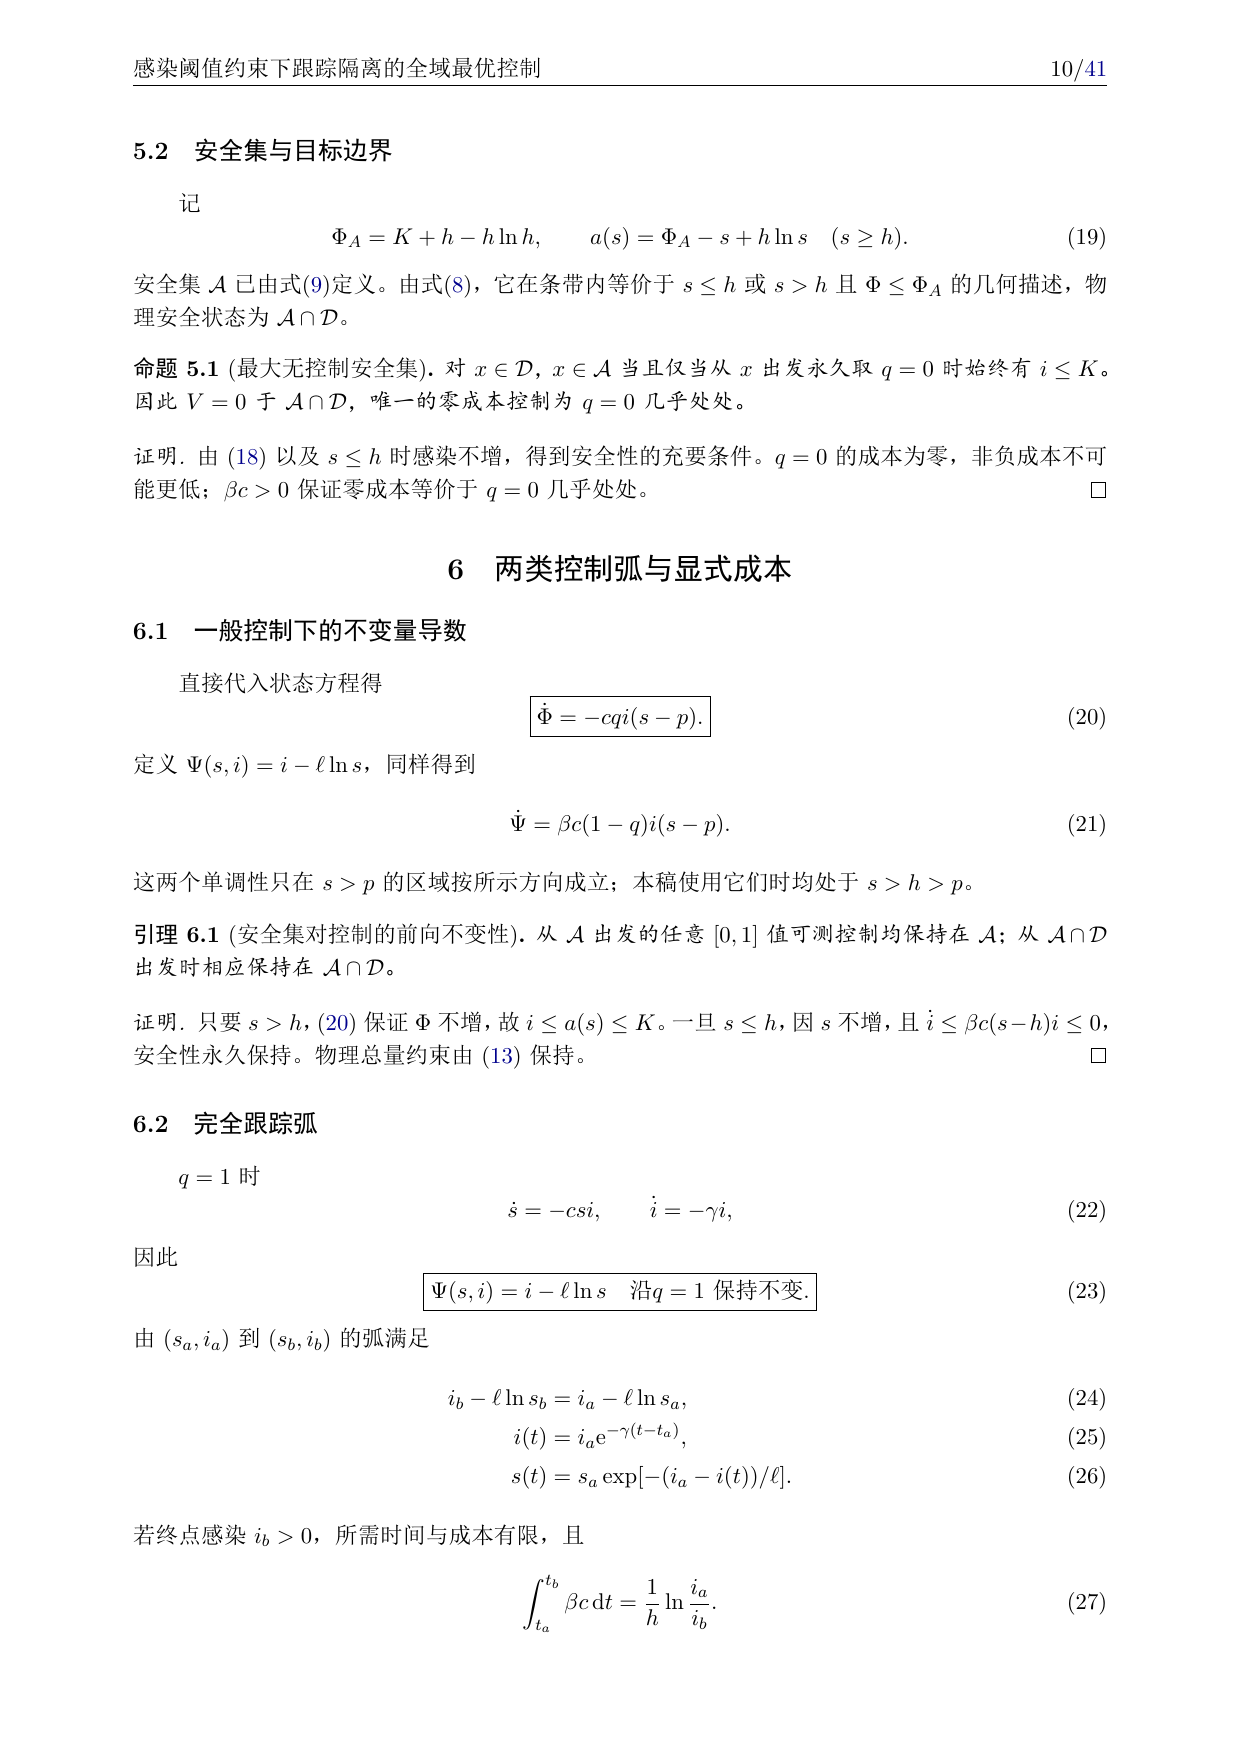 感染阈值约束下跟踪隔离的全域最优控制 10/41
5.2 安全集与目标边界
记
Φ_A = K + h − h ln h, a(s) = Φ_A − s + h ln s (s ≥ h). (19)
安全集 𝒜 已由式(9)定义。由式(8)，它在条带内等价于 s ≤ h 或 s > h 且 Φ ≤ Φ_A 的几何描述，物
理安全状态为 𝒜 ∩ 𝒟。
命题 5.1 (最大无控制安全集). 对 x ∈ 𝒟, x ∈ 𝒜 当且仅当从 x 出发永久取 q = 0 时始终有 i ≤ K。
因此 V = 0 于 𝒜 ∩ 𝒟，唯一的零成本控制为 q = 0 几乎处处。
证明. 由 (18) 以及 s ≤ h 时感染不增，得到安全性的充要条件。q = 0 的成本为零，非负成本不可
能更低；βc > 0 保证零成本等价于 q = 0 几乎处处。 □
6 两类控制弧与显式成本
6.1 一般控制下的不变量导数
直接代入状态方程得
Φ̇ = −cqi(s − p). (20)
定义 Ψ(s, i) = i − ℓ ln s，同样得到
Ψ̇ = βc(1 − q)i(s − p). (21)
这两个单调性只在 s > p 的区域按所示方向成立；本稿使用它们时均处于 s > h > p。
引理 6.1 (安全集对控制的前向不变性). 从 𝒜 出发的任意 [0, 1] 值可测控制均保持在 𝒜；从 𝒜 ∩ 𝒟
出发时相应保持在 𝒜 ∩ 𝒟。
证明. 只要 s > h，(20) 保证 Φ 不增，故 i ≤ a(s) ≤ K。一旦 s ≤ h，因 s 不增，且 i̇ ≤ βc(s−h)i ≤ 0，
安全性永久保持。物理总量约束由 (13) 保持。 □
6.2 完全跟踪弧
q = 1 时
ṡ = −csi, i̇ = −γi, (22)
因此
Ψ(s, i) = i − ℓ ln s 沿q = 1 保持不变. (23)
由 (s_a, i_a) 到 (s_b, i_b) 的弧满足
i_b − ℓ ln s_b = i_a − ℓ ln s_a, (24)
i(t) = i_a e^{−γ(t−t_a)}, (25)
s(t) = s_a exp[−(i_a − i(t))/ℓ]. (26)
若终点感染 i_b > 0，所需时间与成本有限，且
∫_{t_a}^{t_b} βc dt = \frac{1}{h} ln \frac{i_a}{i_b}. (27)